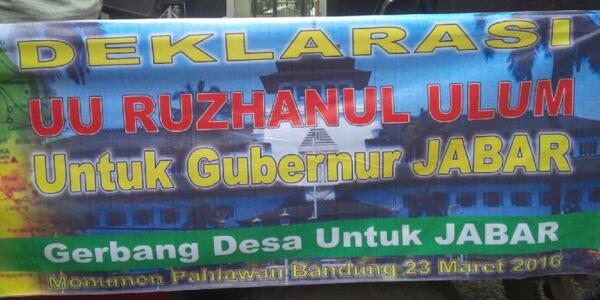 DEKLARASI
UU RUZHANUL ULUM
Untuk Gubernur JABAR
Gerbang Desa Untuk JABAR
Monumen Pahlawan Bandung 23 Maret 2016